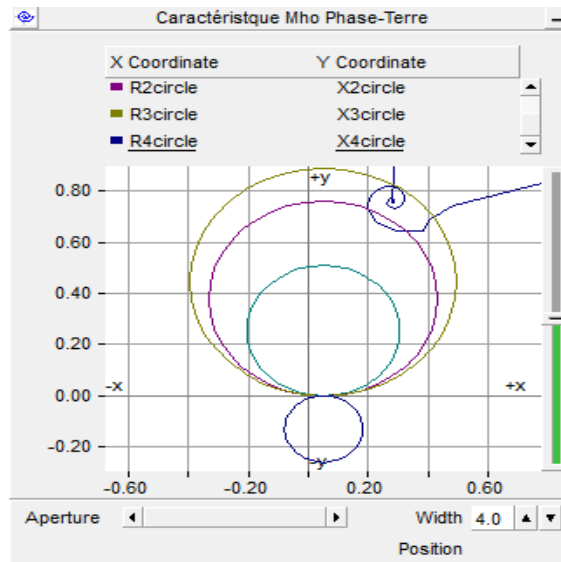 Caractéristque Mho Phase-Terre
X Coordinate Y Coordinate
R2circle X2circle
R3circle X3circle
R4circle X4circle
+y
0.80
0.60
0.40
0.20
0.00 -x +x
-0.20
-y
-0.60 -0.20 0.20 0.60
Aperture Width 4.0
Position